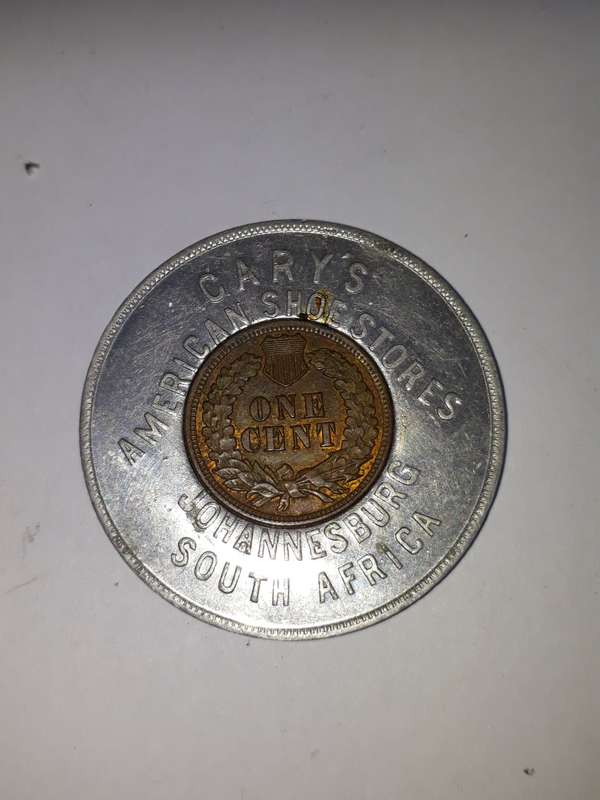 CARY'S
AMERICAN SHOE STORES
ONE
CENT
JOHANNESBURG
SOUTH AFRICA